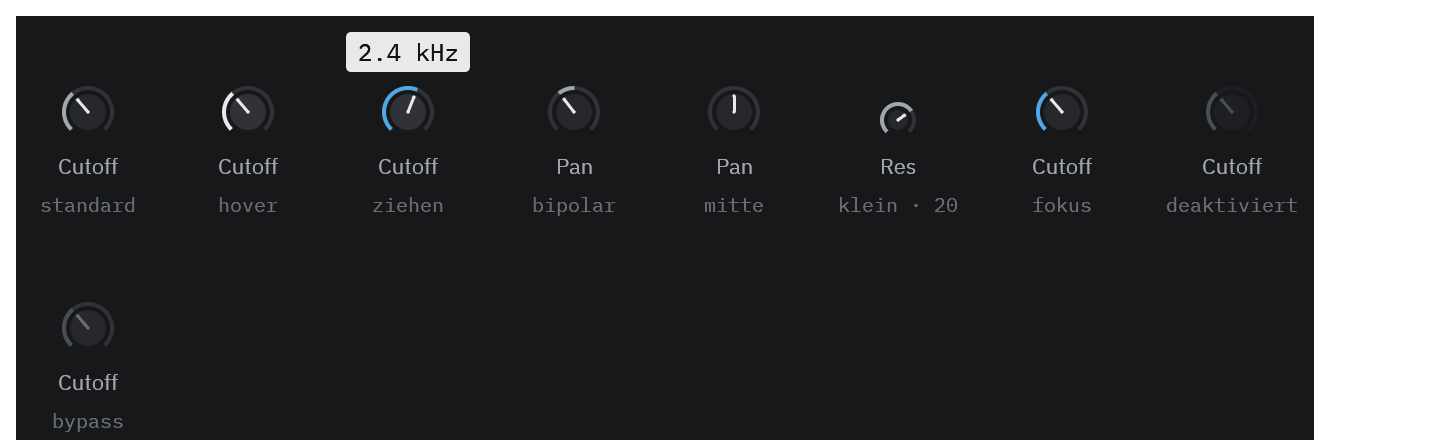 2.4 kHz
Cutoff Cutoff Cutoff Pan Pan Res Cutoff Cutoff
standard hover ziehen bipolar mitte klein · 20 fokus deaktiviert
Cutoff
bypass